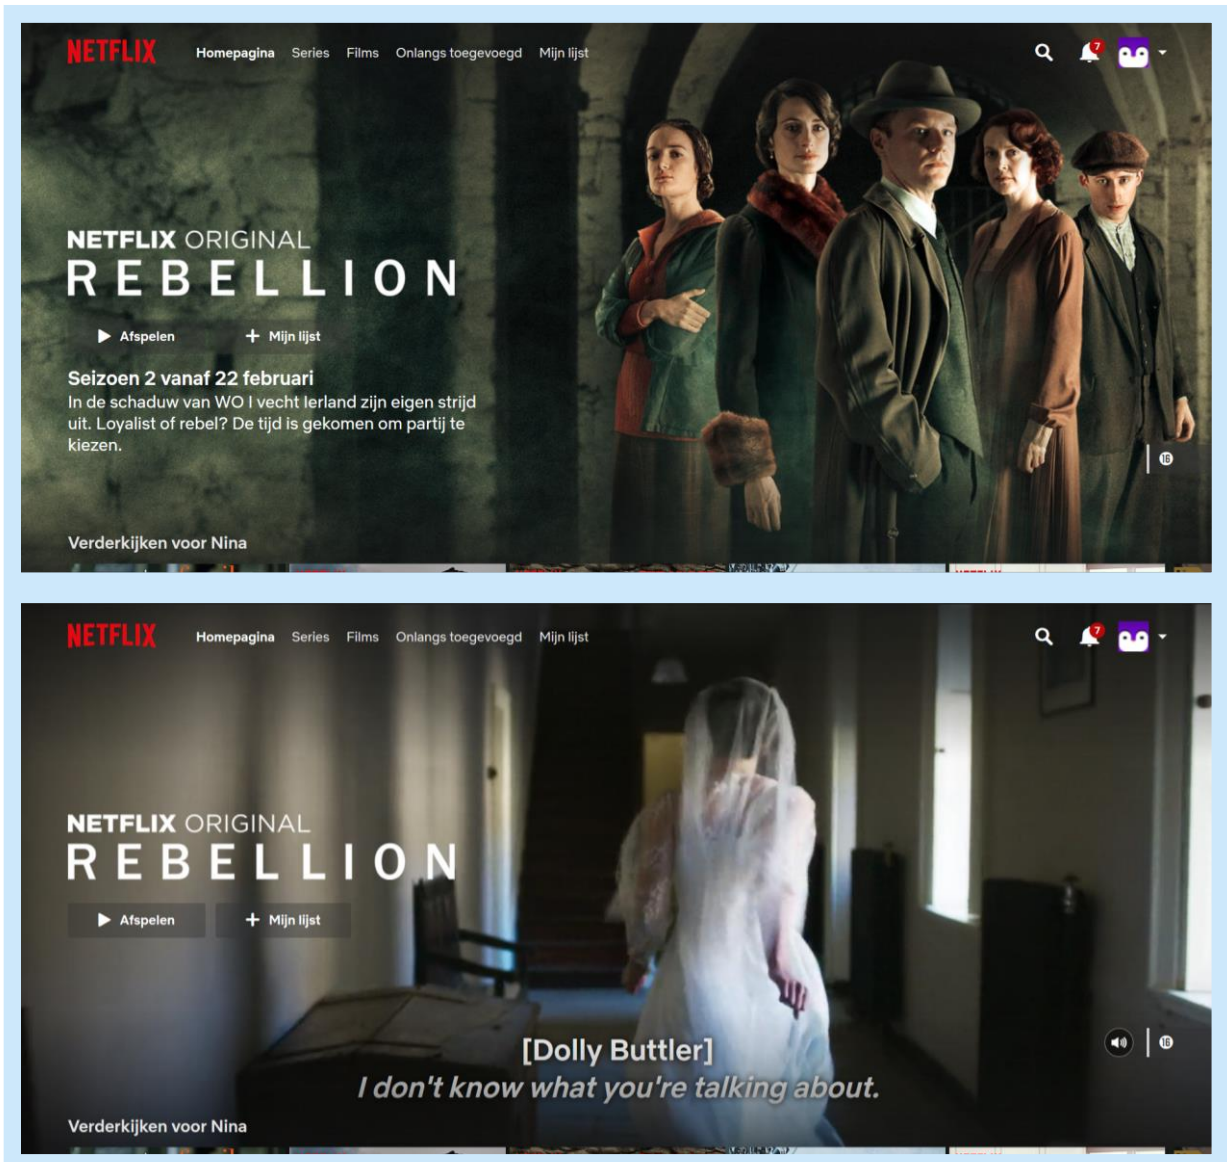 NETFLIX Homepagina Series Films Onlangs toegevoegd Mijn lijst 7
NETFLIX ORIGINAL
REBELLION
Afspelen Mijn lijst
Seizoen 2 vanaf 22 februari
In de schaduw van WO I vecht Ierland zijn eigen strijd
uit. Loyalist of rebel? De tijd is gekomen om partij te
kiezen.
16
Verderkijken voor Nina
NETFLIX Homepagina Series Films Onlangs toegevoegd Mijn lijst 7
NETFLIX ORIGINAL
REBELLION
Afspelen Mijn lijst
16
[Dolly Buttler]
I don't know what you're talking about.
Verderkijken voor Nina